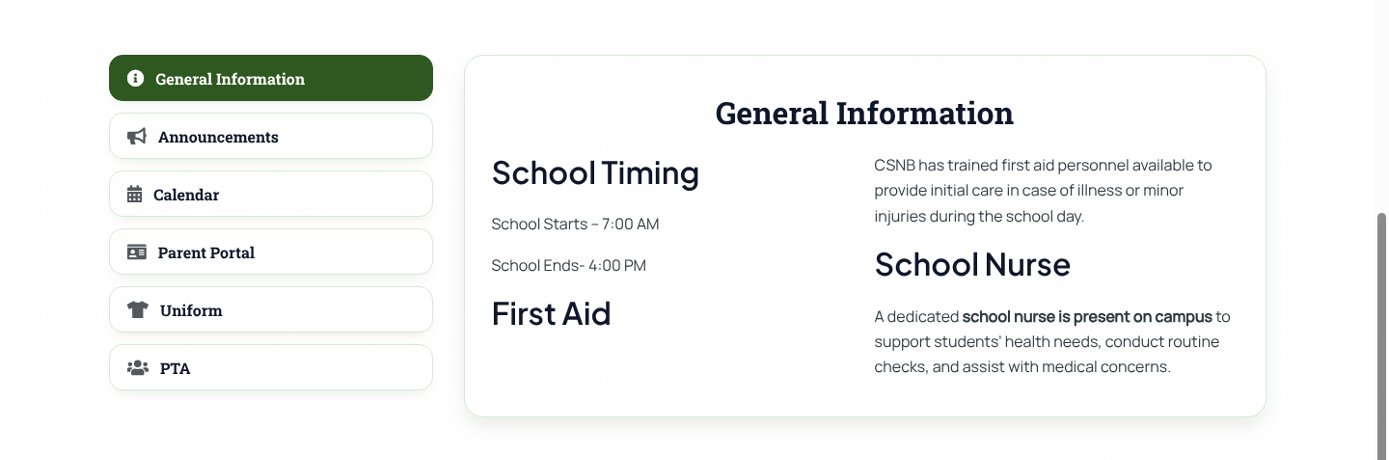 General Information
Announcements
Calendar
Parent Portal
Uniform
PTA
General Information
School Timing
School Starts – 7:00 AM
School Ends- 4:00 PM
First Aid
CSNB has trained first aid personnel available to
provide initial care in case of illness or minor
injuries during the school day.
School Nurse
A dedicated school nurse is present on campus to
support students’ health needs, conduct routine
checks, and assist with medical concerns.